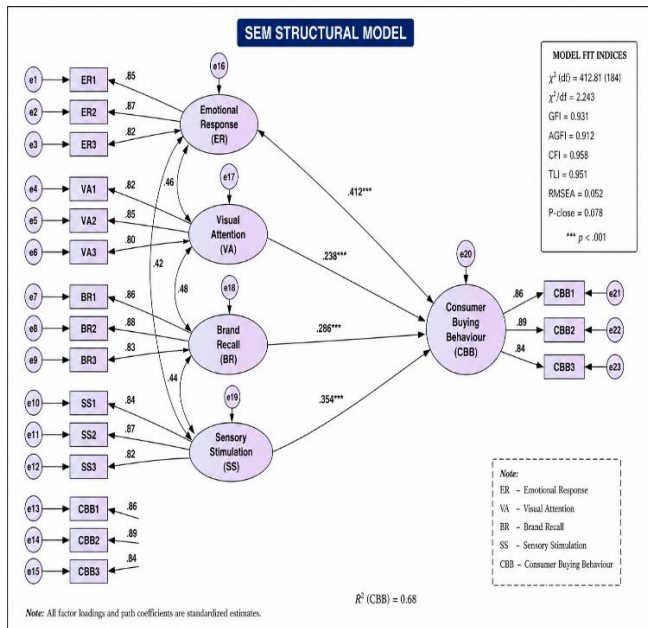 SEM STRUCTURAL MODEL
MODEL FIT INDICES
χ² (df) = 412.81 (184)
χ²/df = 2.243
GFI = 0.931
AGFI = 0.912
CFI = 0.958
TLI = 0.951
RMSEA = 0.052
P-close = 0.078
*** p < .001
e1 ER1 .85
e2 ER2 .87
e3 ER3 .82
e16
Emotional
Response
(ER)
e4 VA1 .82
e5 VA2 .85
e6 VA3 .80
e17
Visual
Attention
(VA)
e7 BR1 .86
e8 BR2 .88
e9 BR3 .83
e18
Brand
Recall
(BR)
e10 SS1 .84
e11 SS2 .87
e12 SS3 .82
e19
Sensory
Stimulation
(SS)
e13 CBB1 .86
e14 CBB2 .89
e15 CBB3 .84
.46
.42
.48
.44
.412***
.238***
.286***
.354***
e20
Consumer
Buying
Behaviour
(CBB)
.86 CBB1 e21
.89 CBB2 e22
.84 CBB3 e23
Note:
ER – Emotional Response
VA – Visual Attention
BR – Brand Recall
SS – Sensory Stimulation
CBB – Consumer Buying Behaviour
R² (CBB) = 0.68
Note: All factor loadings and path coefficients are standardized estimates.